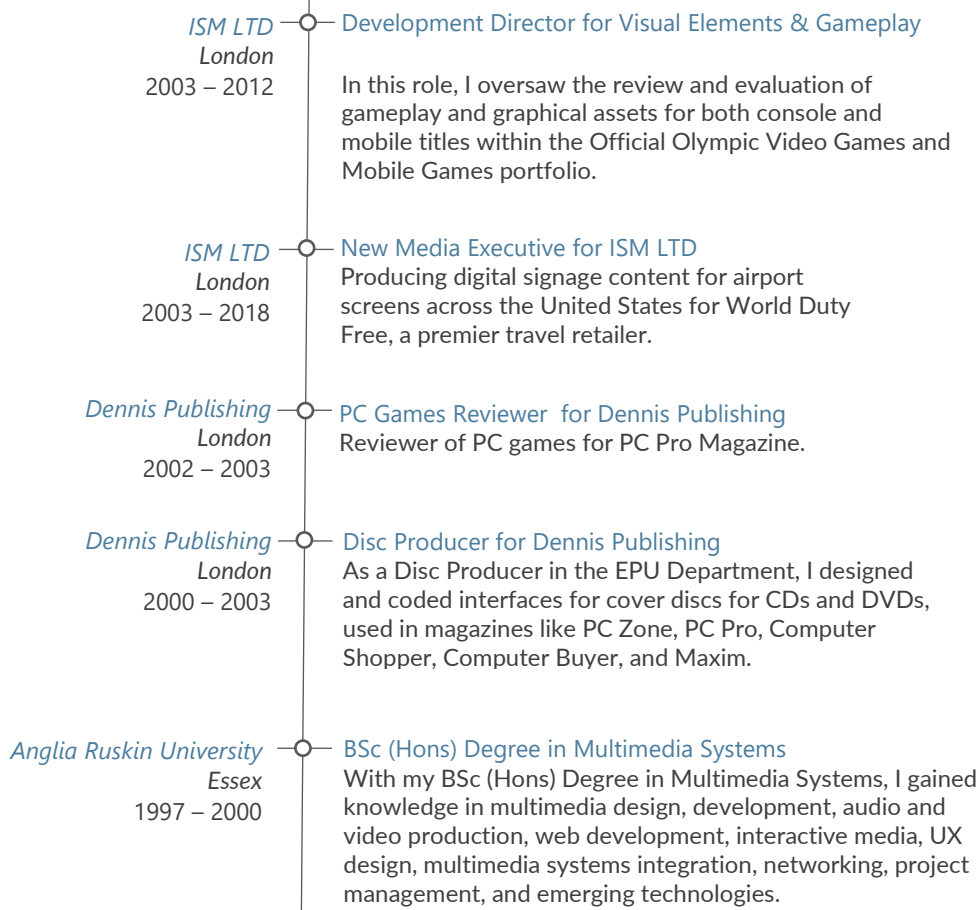 ISM LTD
London
2003 – 2012
Development Director for Visual Elements & Gameplay
In this role, I oversaw the review and evaluation of
gameplay and graphical assets for both console and
mobile titles within the Official Olympic Video Games and
Mobile Games portfolio.
ISM LTD
London
2003 – 2018
New Media Executive for ISM LTD
Producing digital signage content for airport
screens across the United States for World Duty
Free, a premier travel retailer.
Dennis Publishing
London
2002 – 2003
PC Games Reviewer  for Dennis Publishing
Reviewer of PC games for PC Pro Magazine.
Dennis Publishing
London
2000 – 2003
Disc Producer for Dennis Publishing
As a Disc Producer in the EPU Department, I designed
and coded interfaces for cover discs for CDs and DVDs,
used in magazines like PC Zone, PC Pro, Computer
Shopper, Computer Buyer, and Maxim.
Anglia Ruskin University
Essex
1997 – 2000
BSc (Hons) Degree in Multimedia Systems
With my BSc (Hons) Degree in Multimedia Systems, I gained
knowledge in multimedia design, development, audio and
video production, web development, interactive media, UX
design, multimedia systems integration, networking, project
management, and emerging technologies.